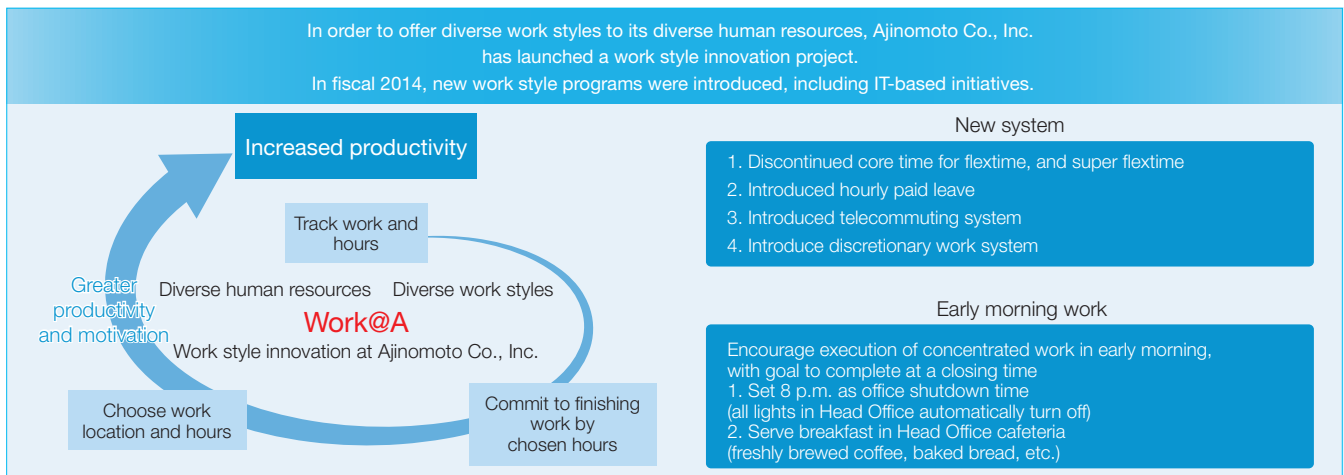 In order to offer diverse work styles to its diverse human resources, Ajinomoto Co., Inc.
has launched a work style innovation project.
In fiscal 2014, new work style programs were introduced, including IT-based initiatives.
Increased productivity
Track work and
hours
Greater
productivity
and motivation
Diverse human resources
Diverse work styles
Work@A
Work style innovation at Ajinomoto Co., Inc.
Choose work
location and hours
Commit to finishing
work by
chosen hours
New system
1. Discontinued core time for flextime, and super flextime
2. Introduced hourly paid leave
3. Introduced telecommuting system
4. Introduce discretionary work system
Early morning work
Encourage execution of concentrated work in early morning,
with goal to complete at a closing time
1. Set 8 p.m. as office shutdown time
(all lights in Head Office automatically turn off)
2. Serve breakfast in Head Office cafeteria
(freshly brewed coffee, baked bread, etc.)